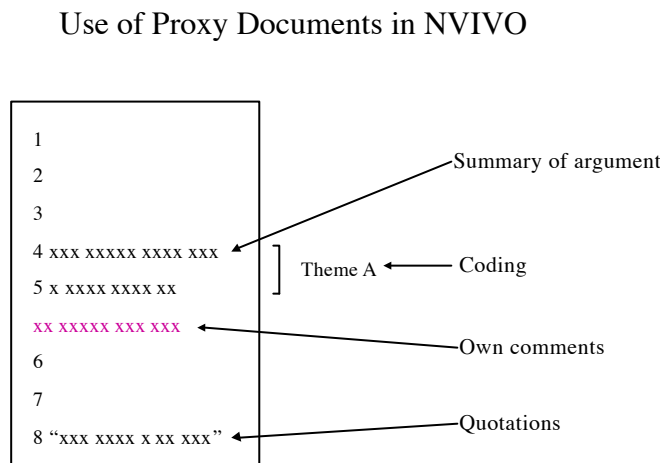 Use of Proxy Documents in NVIVO
1
2
3
4 xxx xxxxx xxxx xxx
5 x xxxx xxxx xx
xx xxxxx xxx xxx
6
7
8 “xxx xxxx x xx xxx”
Theme A
Summary of argument
Coding
Own comments
Quotations